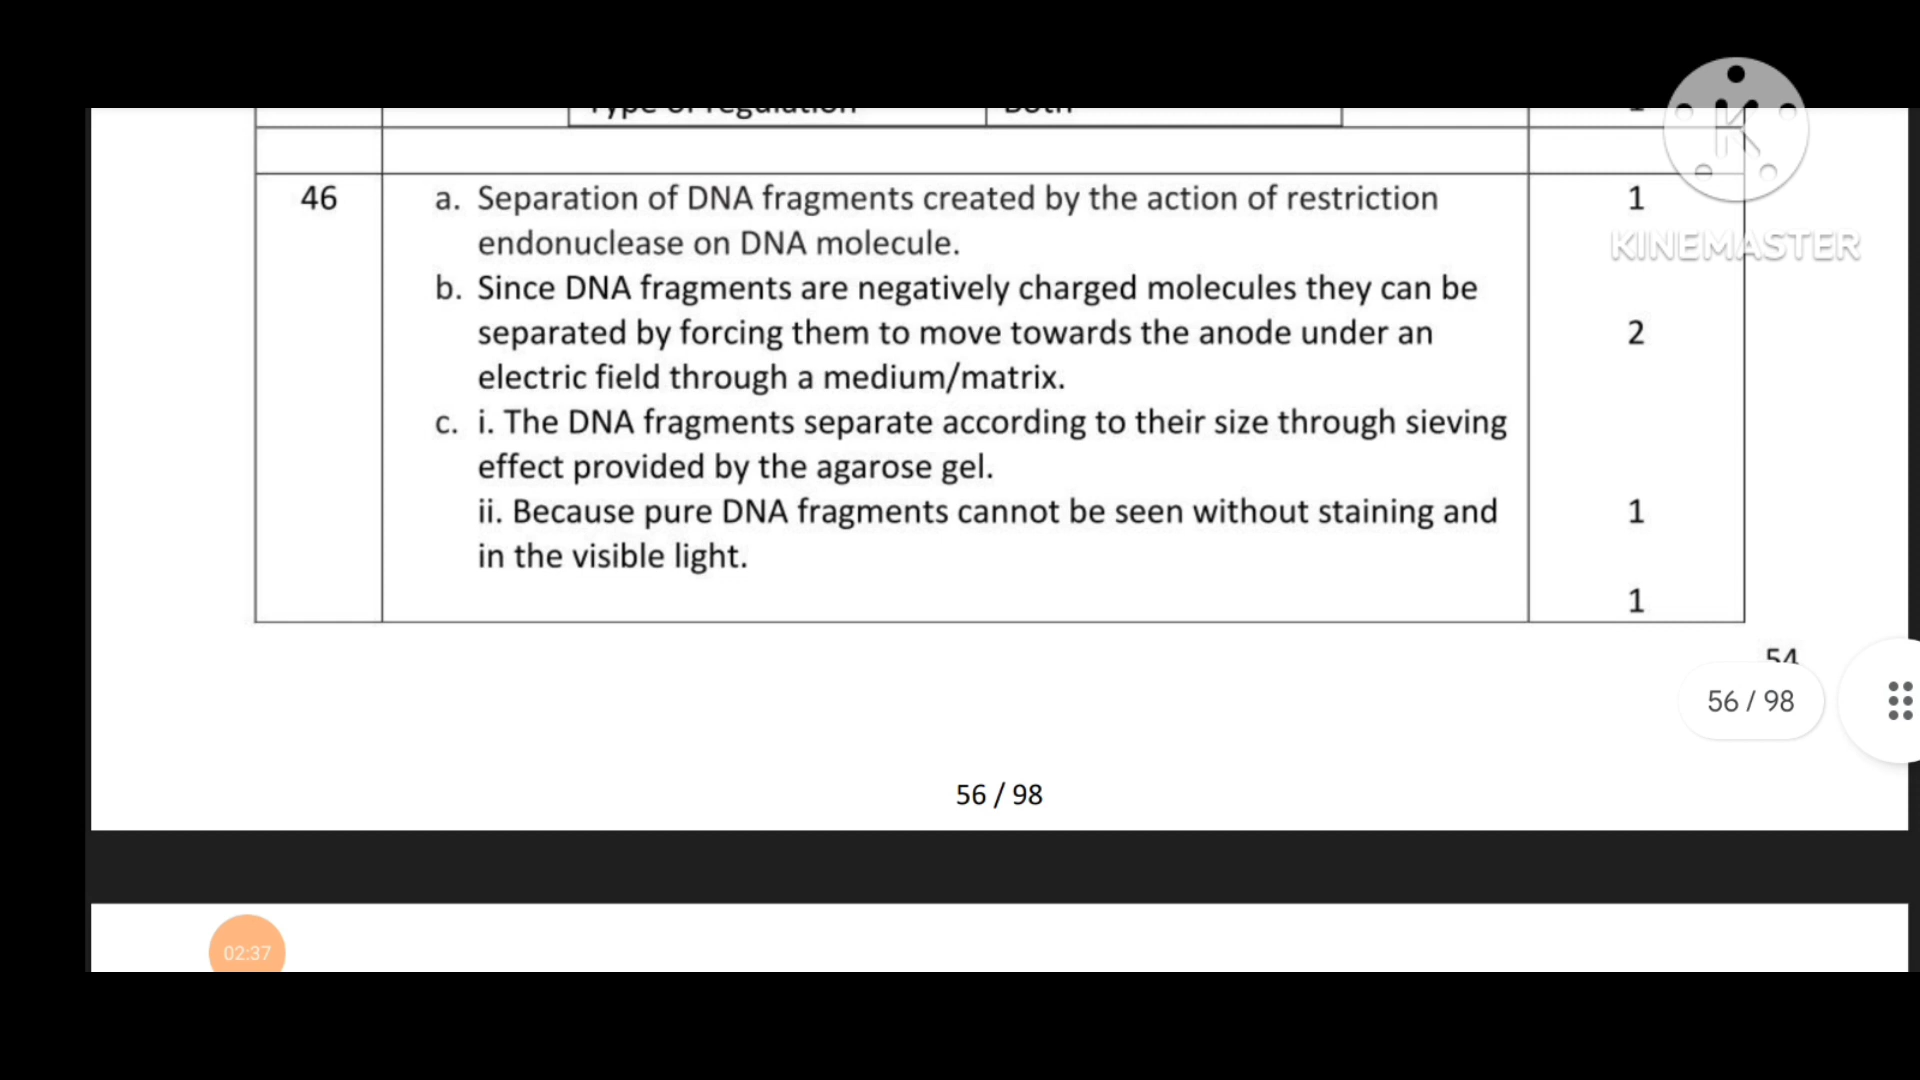 Type of regulation Both
46 a. Separation of DNA fragments created by the action of restriction 1
endonuclease on DNA molecule.
b. Since DNA fragments are negatively charged molecules they can be
separated by forcing them to move towards the anode under an 2
electric field through a medium/matrix.
c. i. The DNA fragments separate according to their size through sieving
effect provided by the agarose gel.
ii. Because pure DNA fragments cannot be seen without staining and 1
in the visible light.
1
54
56 / 98
56 / 98
02:37
K
KINEMASTER